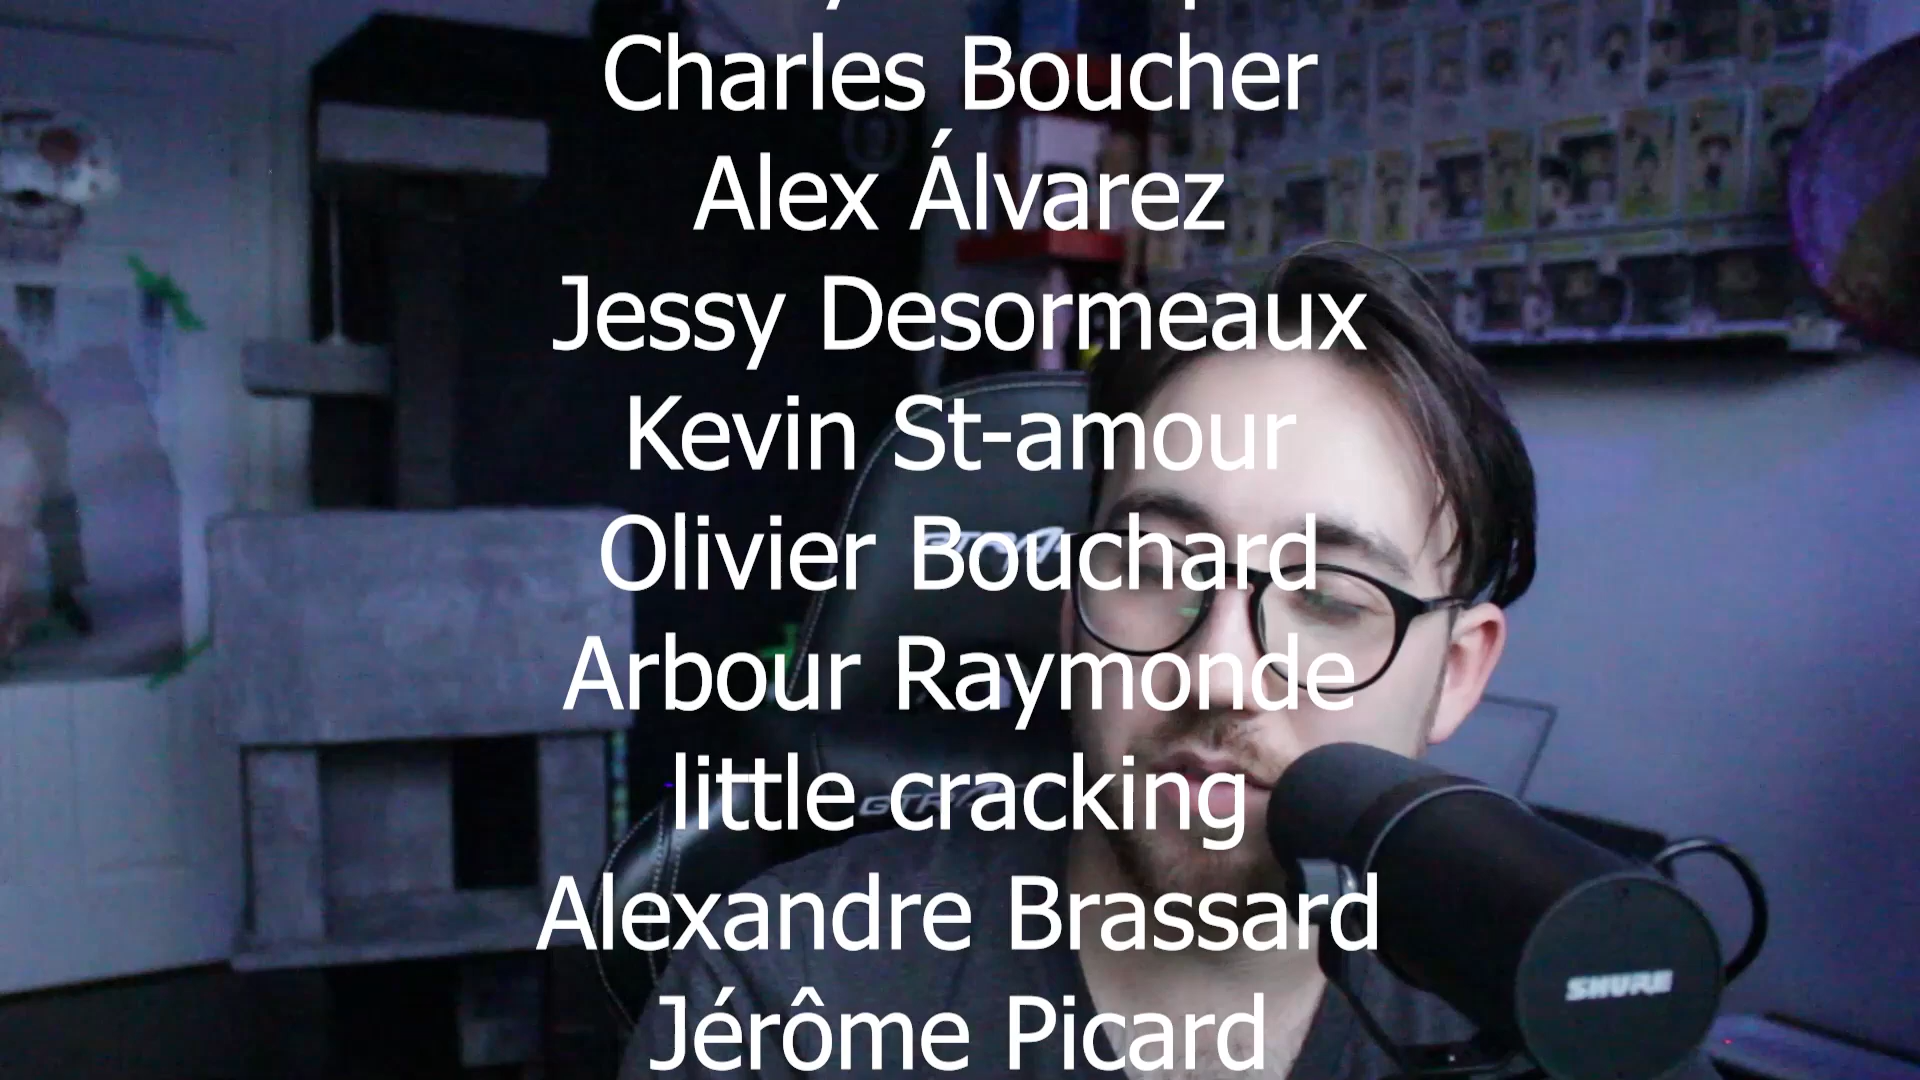 Charles Boucher
Alex Álvarez
Jessy Desormeaux
Kevin St-amour
Olivier Bouchard
Arbour Raymonde
little cracking
Alexandre Brassard
Jérôme Picard
SHURE